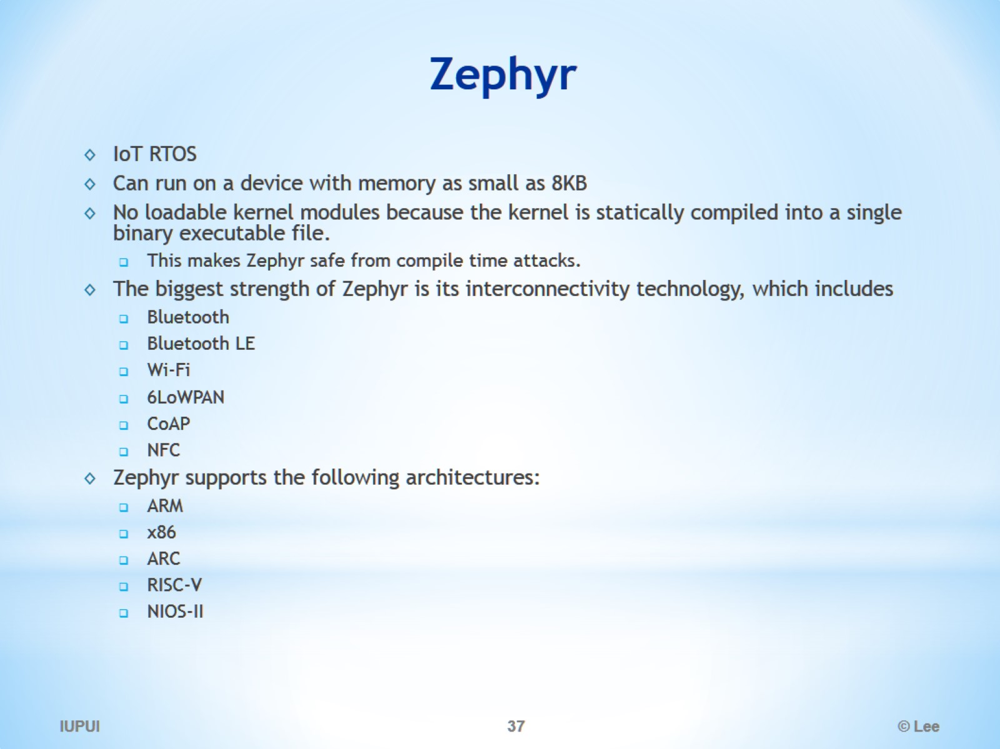 Zephyr
IoT RTOS
Can run on a device with memory as small as 8KB
No loadable kernel modules because the kernel is statically compiled into a single
binary executable file.
This makes Zephyr safe from compile time attacks.
The biggest strength of Zephyr is its interconnectivity technology, which includes
Bluetooth
Bluetooth LE
Wi-Fi
6LoWPAN
CoAP
NFC
Zephyr supports the following architectures:
ARM
x86
ARC
RISC-V
NIOS-II
IUPUI 37 © Lee